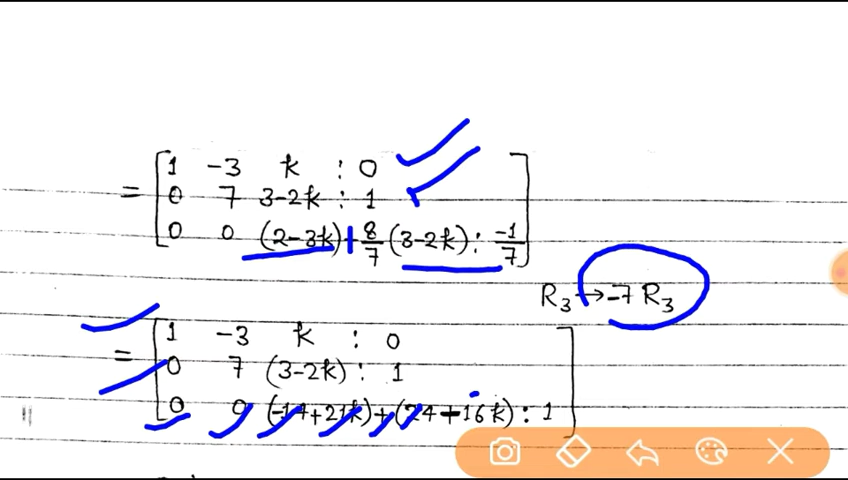 1 -3 k : 0
= 0 7 3-2k : 1
0 0 (2-3k)-8/7(3-2k): -1/7
R3 → -7 R3
1 -3 k : 0
= 0 7 (3-2k) : 1
0 0 (-14+21k)+(24+16k) : 1